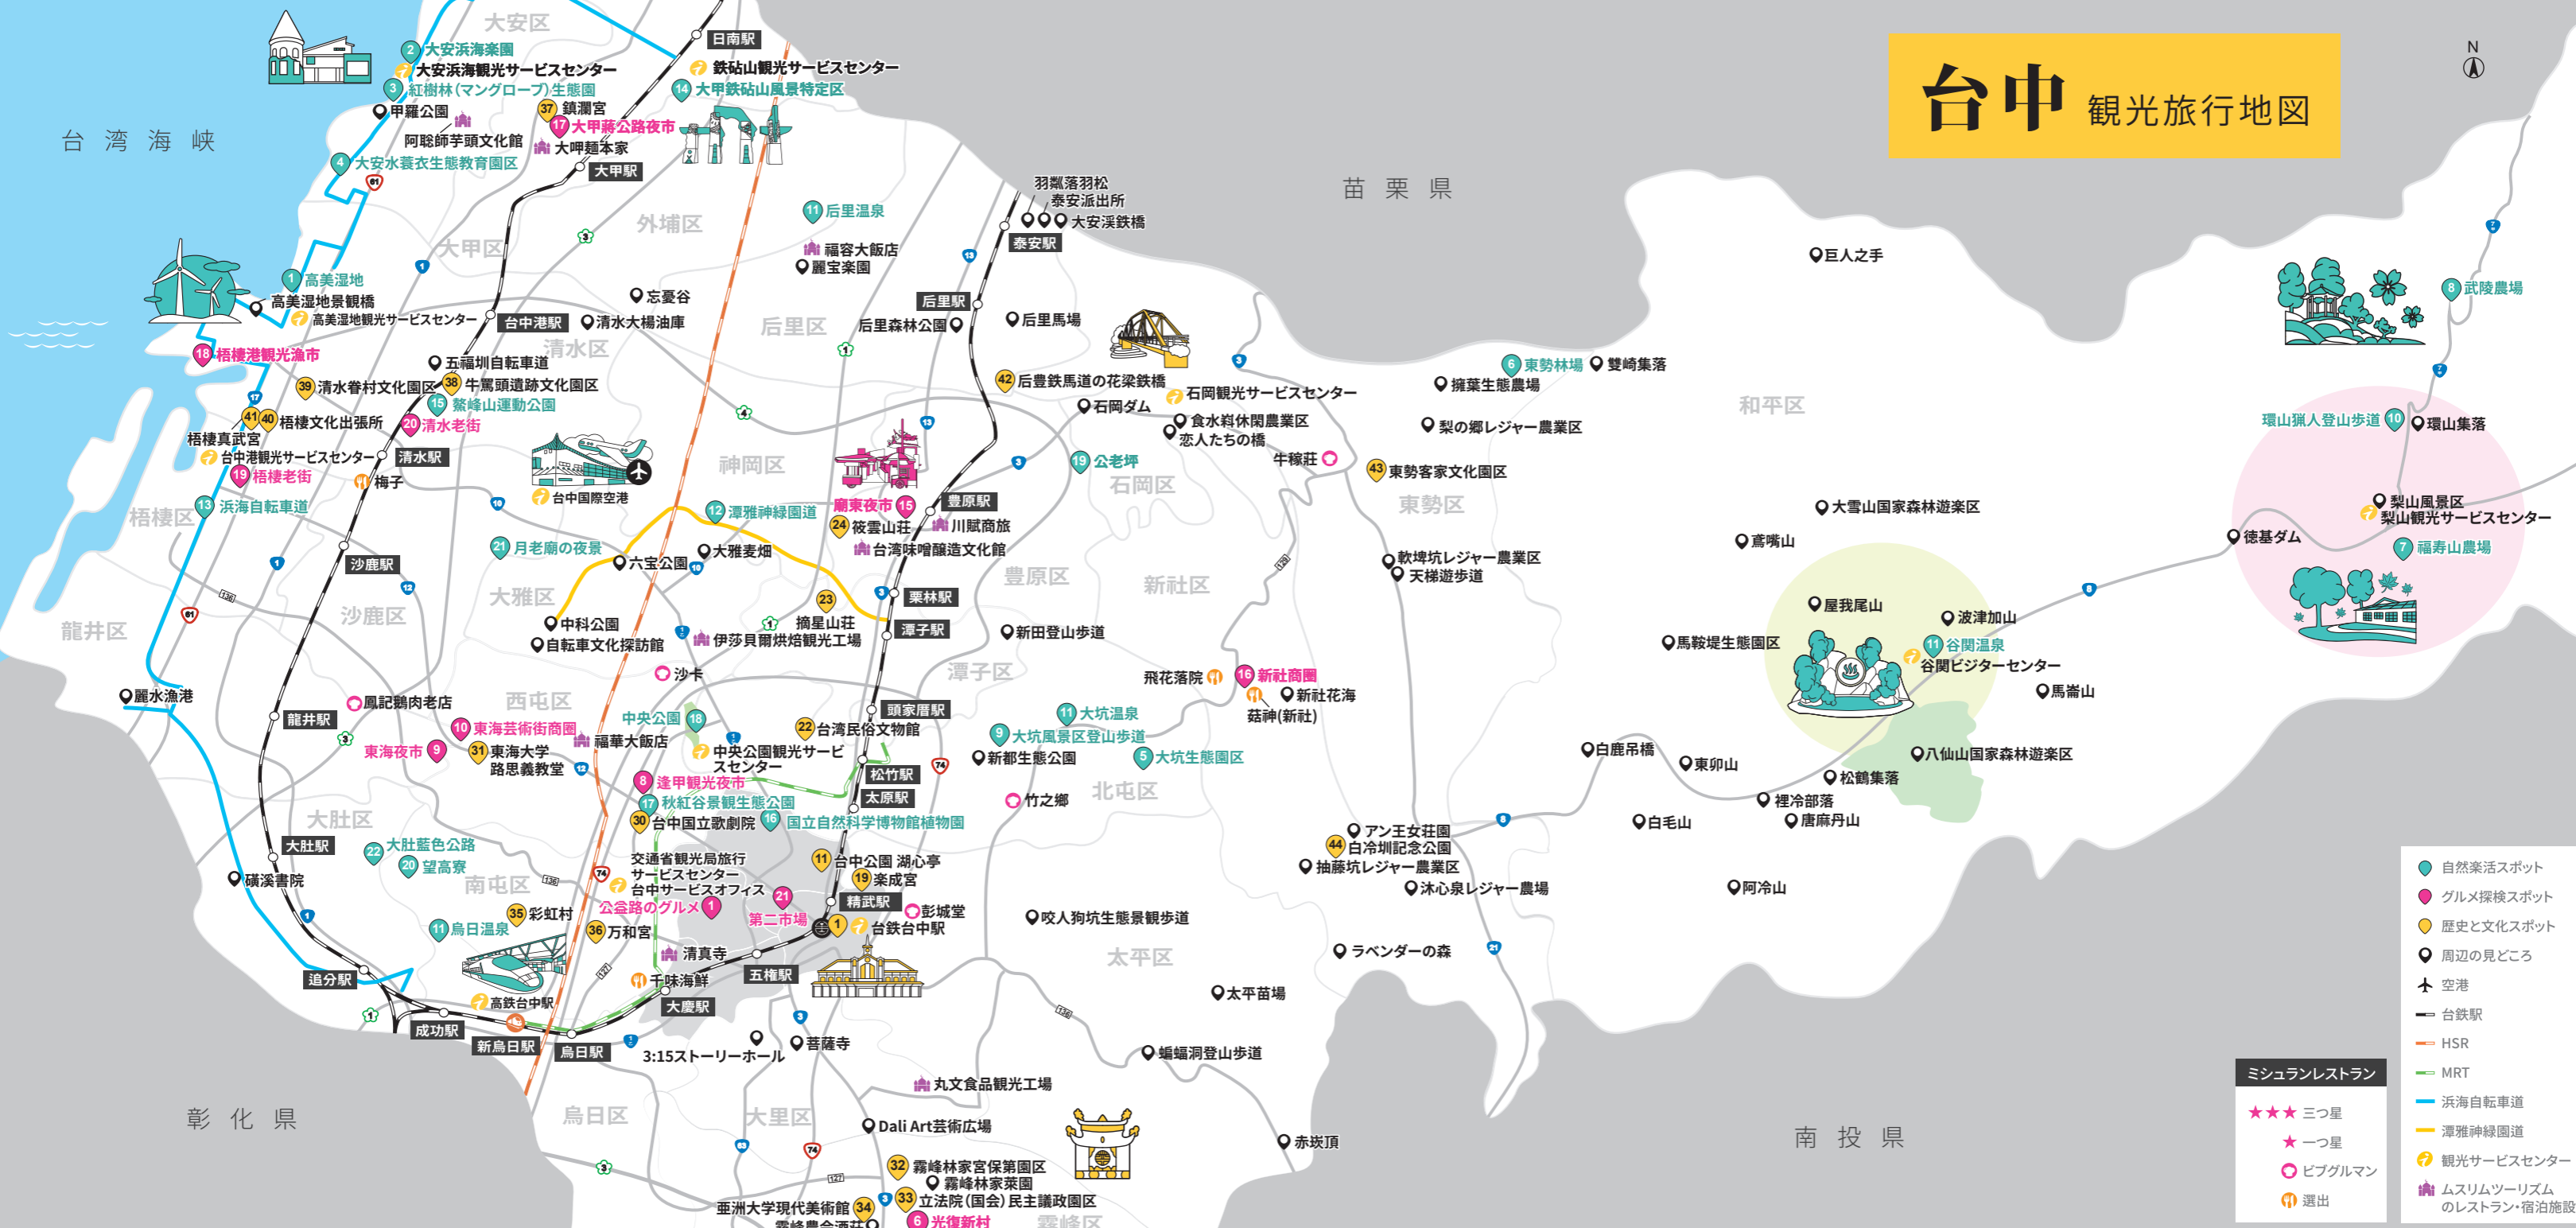 台中 観光旅行地図
N
台湾海峡
苗栗県
彰化県
南投県
大安区
日南駅
2 大安浜海楽園
大安浜海観光サービスセンター
鉄砧山観光サービスセンター
3 紅樹林(マングローブ)生態園
14 大甲鉄砧山風景特定区
甲羅公園
37 鎮瀾宮
17 大甲蔣公路夜市
阿聡師芋頭文化館
大呷麺本家
4 大安水蓑衣生態教育園区
61
大甲駅
羽粼落羽松
泰安派出所
大安渓鉄橋
泰安駅
11 后里温泉
外埔区
3
大甲区
福容大飯店
麗宝楽園
13
1
巨人之手
7
8 武陵農場
1 高美湿地
高美湿地景観橋
高美湿地観光サービスセンター
忘憂谷
台中港駅
清水大楊油庫
后里駅
后里森林公園
后里馬場
后里区
清水区
1
18 梧棲港観光漁市
五福圳自転車道
39 清水眷村文化園区
38 牛罵頭遺跡文化園区
15 鰲峰山運動公園
17
41
40 梧棲文化出張所
20 清水老街
梧棲真武宮
台中港観光サービスセンター
清水駅
19 梧棲老街
梅子
4
13
42 后豊鉄馬道の花梁鉄橋
石岡ダム
石岡観光サービスセンター
食水嵙休閑農業区
恋人たちの橋
3
6 東勢林場
雙崎集落
擁葉生態農場
梨の郷レジャー農業区
和平区
7
環山猟人登山歩道 10
環山集落
神岡区
3
19 公老坪
石岡区
牛稼荘
43 東勢客家文化園区
東勢区
台中国際空港
10
梧棲区
13 浜海自転車道
12 潭雅神緑園道
廟東夜市 15
豊原駅
24 筱雲山荘
川賦商旅
台湾味噌醸造文化館
大雪山国家森林遊楽区
鳶嘴山
梨山風景区
梨山観光サービスセンター
徳基ダム
7 福寿山農場
21 月老廟の夜景
六宝公園
大雅麦畑
10
1
沙鹿駅
12
136
61
沙鹿区
龍井区
大雅区
豊原区
新社区
129
軟埤坑レジャー農業区
天梯遊歩道
3
栗林駅
23
摘星山荘
潭子駅
中科公園
自転車文化探訪館
1
1
伊莎貝爾烘焙観光工場
新田登山歩道
8
屋我尾山
波津加山
馬鞍堤生態園区
11 谷関温泉
谷関ビジターセンター
馬崙山
沙卡
潭子区
飛花落院
16 新社商圏
新社花海
菇神(新社)
麗水漁港
鳳記鵝肉老店
西屯区
龍井駅
3
10 東海芸術街商圏
東海夜市 9
31 東海大学
路思義教堂
福華大飯店
12
中央公園 18
22 台湾民俗文物館
頭家厝駅
1
中央公園観光サービ
スセンター
11 大坑温泉
9 大坑風景区登山歩道
新都生態公園
5 大坑生態園区
74
松竹駅
太原駅
8 逢甲観光夜市
17 秋紅谷景観生態公園
30 台中国立歌劇院
16 国立自然科学博物館植物園
竹之郷
北屯区
白鹿吊橋
東卯山
八仙山国家森林遊楽区
松鶴集落
裡冷部落
唐麻丹山
白毛山
8
アン王女荘園
44 白冷圳記念公園
抽藤坑レジャー農業区
沐心泉レジャー農場
阿冷山
大肚区
大肚駅
22 大肚藍色公路
20 望高寮
磺溪書院
南屯区
136
74
交通省観光局旅行
サービスセンター
台中サービスオフィス
11 台中公園 湖心亭
19 楽成宮
公益路のグルメ 1
21
第二市場
精武駅
彭城堂
1 台鉄台中駅
1
35 彩虹村
36 万和宮
11 烏日温泉
清真寺
五権駅
咬人狗坑生態景観歩道
ラベンダーの森
21
太平区
追分駅
1
高鉄台中駅
127
千味海鮮
大慶駅
太平苗場
成功駅
新烏日駅
烏日駅
1
3
3:15ストーリーホール
菩薩寺
136
蝙蝠洞登山歩道
丸文食品観光工場
烏日区
大里区
63
74
Dali Art芸術広場
赤崁頂
3
127
32 霧峰林家宮保第園区
霧峰林家萊園
3
33 立法院(国会)民主議政園区
亜洲大学現代美術館 34
6 光復新村
霧峰区
霧峰農会酒荘
ミシュランレストラン
★★★ 三つ星
★ 一つ星
ビブグルマン
選出
自然楽活スポット
グルメ探検スポット
歴史と文化スポット
周辺の見どころ
空港
台鉄駅
HSR
MRT
浜海自転車道
潭雅神緑園道
観光サービスセンター
ムスリムツーリズム
のレストラン・宿泊施設